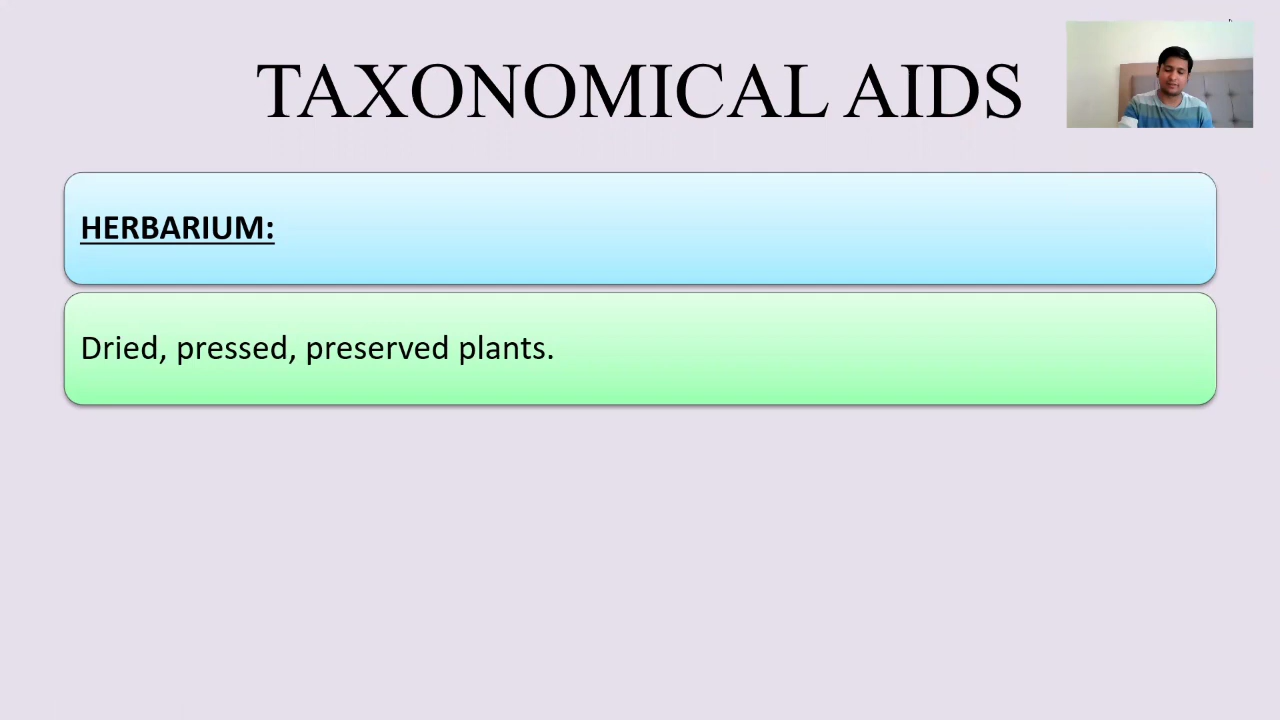 TAXONOMICAL AIDS
HERBARIUM:
Dried, pressed, preserved plants.